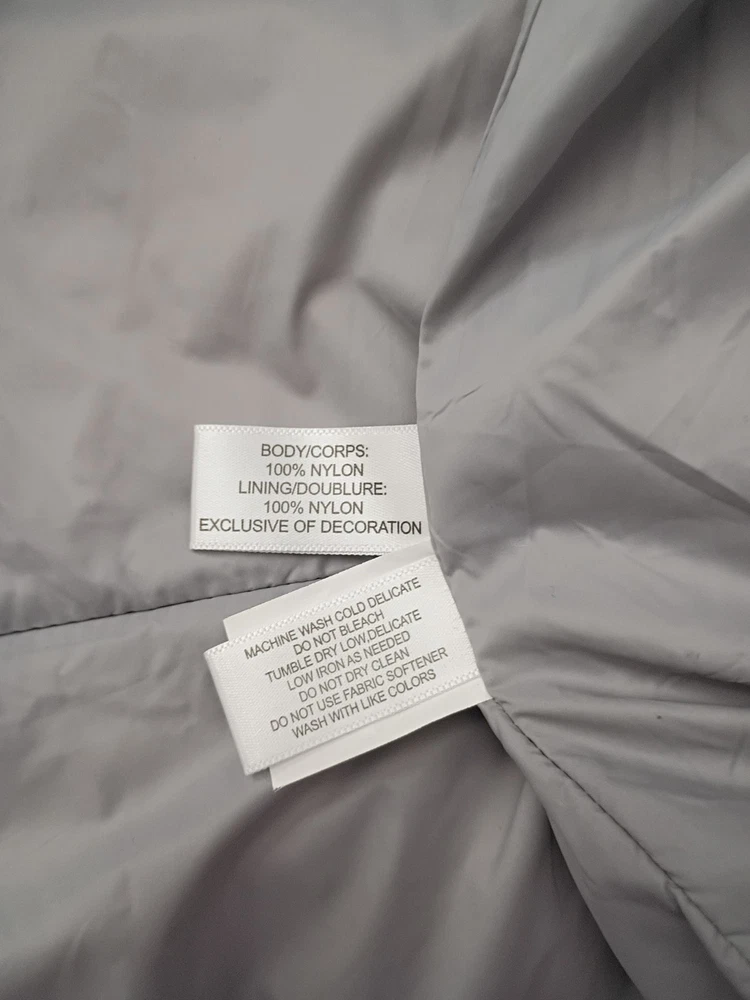 BODY/CORPS:
100% NYLON
LINING/DOUBLURE:
100% NYLON
EXCLUSIVE OF DECORATION
MACHINE WASH COLD DELICATE
DO NOT BLEACH
TUMBLE DRY LOW,DELICATE
LOW IRON AS NEEDED
DO NOT DRY CLEAN
DO NOT USE FABRIC SOFTENER
WASH WITH LIKE COLORS